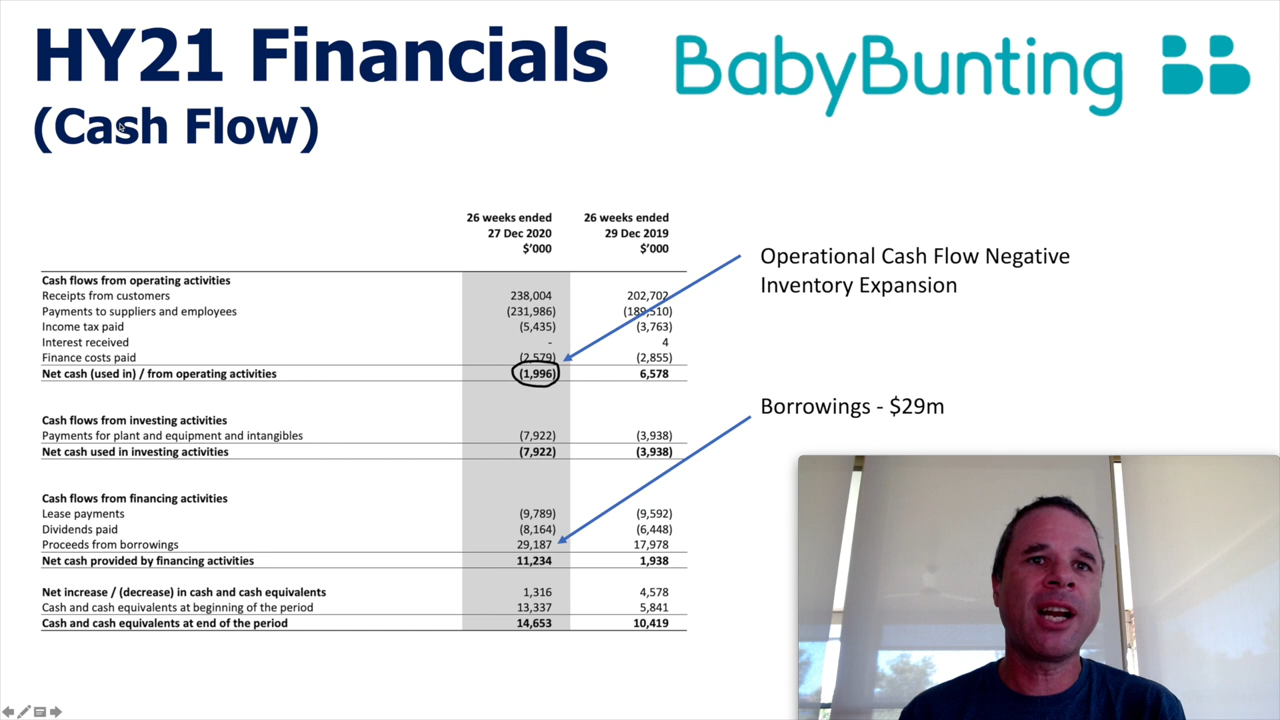 HY21 Financials
(Cash Flow)
BabyBunting
26 weeks ended 26 weeks ended
27 Dec 2020 29 Dec 2019
$'000 $'000
Cash flows from operating activities
Receipts from customers 238,004 202,702
Payments to suppliers and employees (231,986) (189,510)
Income tax paid (5,435) (3,763)
Interest received - 4
Finance costs paid (2,579) (2,855)
Net cash (used in) / from operating activities (1,996) 6,578
Cash flows from investing activities
Payments for plant and equipment and intangibles (7,922) (3,938)
Net cash used in investing activities (7,922) (3,938)
Cash flows from financing activities
Lease payments (9,789) (9,592)
Dividends paid (8,164) (6,448)
Proceeds from borrowings 29,187 17,978
Net cash provided by financing activities 11,234 1,938
Net increase / (decrease) in cash and cash equivalents 1,316 4,578
Cash and cash equivalents at beginning of the period 13,337 5,841
Cash and cash equivalents at end of the period 14,653 10,419
Operational Cash Flow Negative
Inventory Expansion
Borrowings - $29m